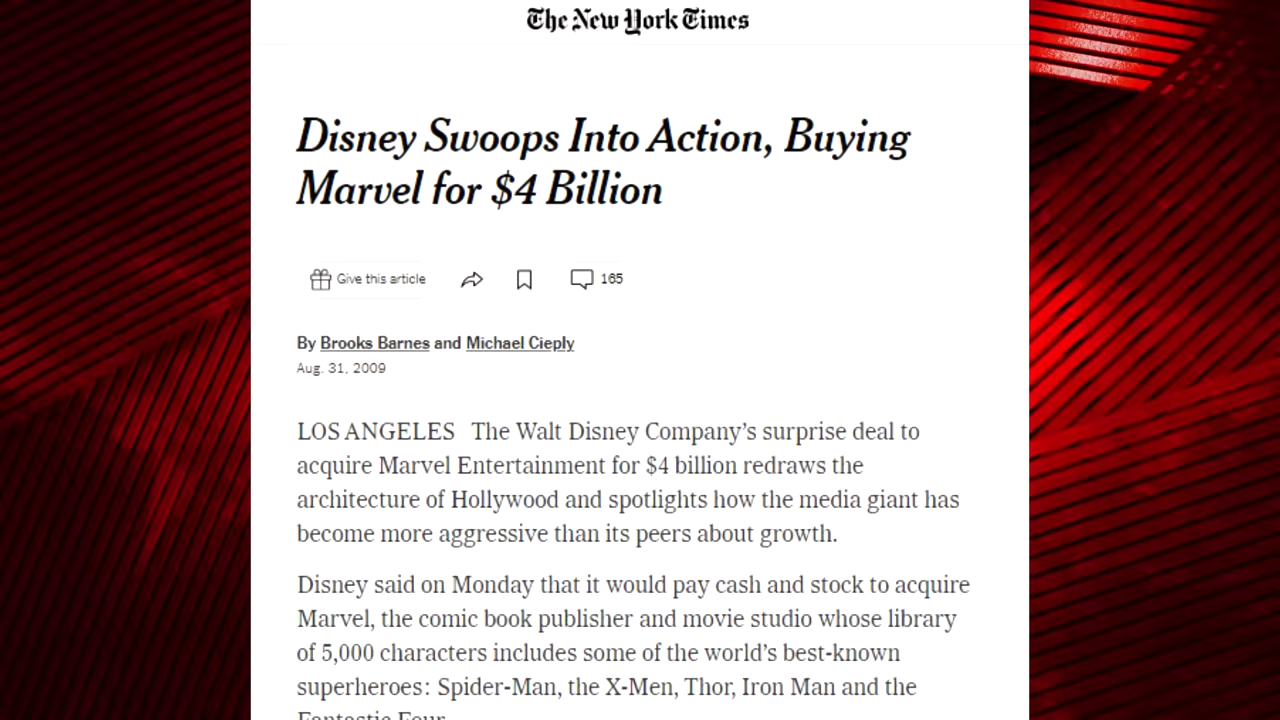 The New York Times
Disney Swoops Into Action, Buying
Marvel for $4 Billion
Give this article
165
By Brooks Barnes and Michael Cieply
Aug. 31, 2009
LOS ANGELES The Walt Disney Company’s surprise deal to
acquire Marvel Entertainment for $4 billion redraws the
architecture of Hollywood and spotlights how the media giant has
become more aggressive than its peers about growth.
Disney said on Monday that it would pay cash and stock to acquire
Marvel, the comic book publisher and movie studio whose library
of 5,000 characters includes some of the world’s best-known
superheroes: Spider-Man, the X-Men, Thor, Iron Man and the
Fantastic Four